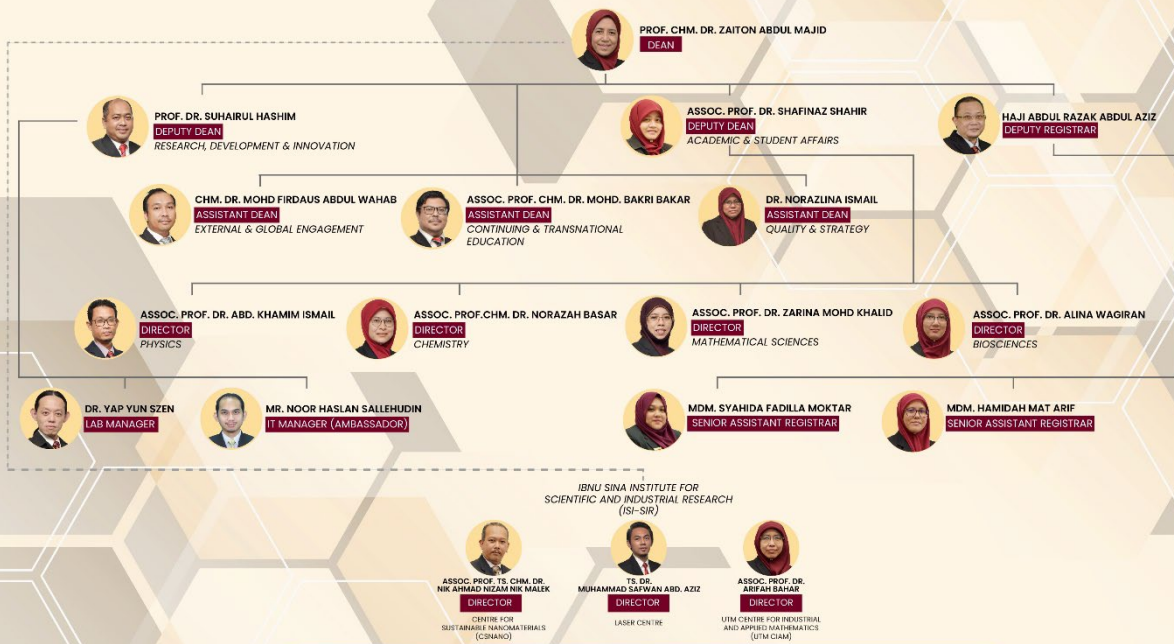 PROF. CHM. DR. ZAITON ABDUL MAJID
DEAN
PROF. DR. SUHAIRUL HASHIM
DEPUTY DEAN
RESEARCH, DEVELOPMENT & INNOVATION
ASSOC. PROF. DR. SHAFINAZ SHAHIR
DEPUTY DEAN
ACADEMIC & STUDENT AFFAIRS
HAJI ABDUL RAZAK ABDUL AZIZ
DEPUTY REGISTRAR
CHM. DR. MOHD FIRDAUS ABDUL WAHAB
ASSISTANT DEAN
EXTERNAL & GLOBAL ENGAGEMENT
ASSOC. PROF. CHM. DR. MOHD. BAKRI BAKAR
ASSISTANT DEAN
CONTINUING & TRANSNATIONAL
EDUCATION
DR. NORAZLINA ISMAIL
ASSISTANT DEAN
QUALITY & STRATEGY
ASSOC. PROF. DR. ABD. KHAMIM ISMAIL
DIRECTOR
PHYSICS
ASSOC. PROF.CHM. DR. NORAZAH BASAR
DIRECTOR
CHEMISTRY
ASSOC. PROF. DR. ZARINA MOHD KHALID
DIRECTOR
MATHEMATICAL SCIENCES
ASSOC. PROF. DR. ALINA WAGIRAN
DIRECTOR
BIOSCIENCES
DR. YAP YUN SZEN
LAB MANAGER
MR. NOOR HASLAN SALLEHUDIN
IT MANAGER (AMBASSADOR)
MDM. SYAHIDA FADILLA MOKTAR
SENIOR ASSISTANT REGISTRAR
MDM. HAMIDAH MAT ARIF
SENIOR ASSISTANT REGISTRAR
IBNU SINA INSTITUTE FOR
SCIENTIFIC AND INDUSTRIAL RESEARCH
(ISI-SIR)
ASSOC. PROF. TS. CHM. DR.
NIK AHMAD NIZAM NIK MALEK
DIRECTOR
CENTRE FOR
SUSTAINABLE NANOMATERIALS
(CSNANO)
TS. DR.
MUHAMMAD SAFWAN ABD. AZIZ
DIRECTOR
LASER CENTRE
ASSOC. PROF. DR.
ARIFAH BAHAR
DIRECTOR
UTM CENTRE FOR INDUSTRIAL
AND APPLIED MATHEMATICS
(UTM CIAM)